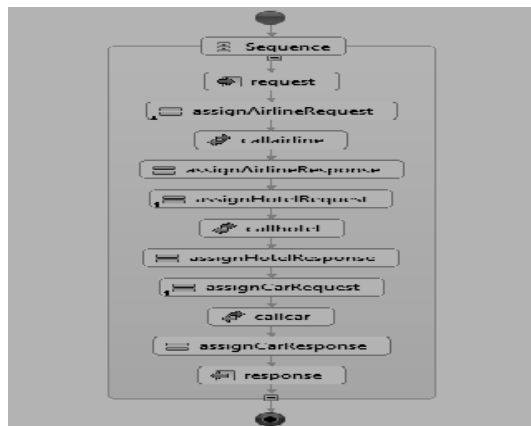 Sequence
request
assignAirlineRequest
callairline
assignAirlineResponse
assignHotelRequest
callhotel
assignHotelResponse
assignCarRequest
callcar
assignCarResponse
response